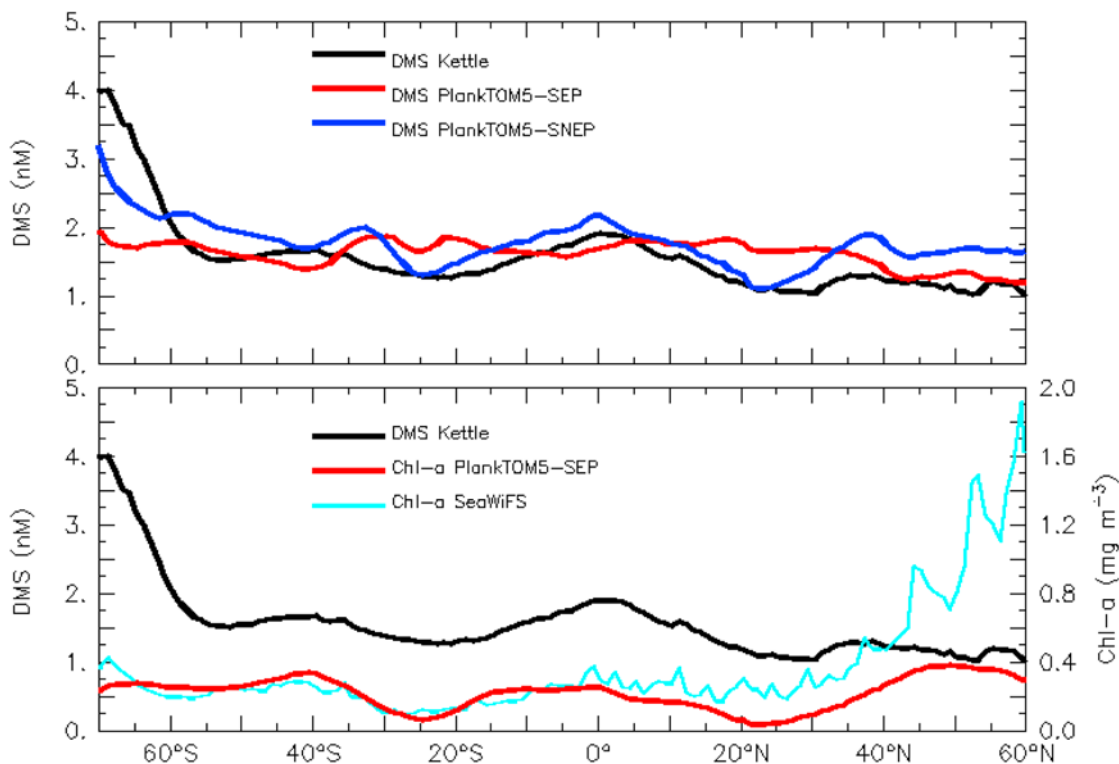 5.
4.
3.
2.
1.
0.
DMS (nM)
DMS Kettle
DMS PlankTOM5-SEP
DMS PlankTOM5-SNEP
5.
4.
3.
2.
1.
0.
DMS (nM)
DMS Kettle
Chl-a PlankTOM5-SEP
Chl-a SeaWiFS
2.0
1.6
1.2
0.8
0.4
0.0
Chl-a (mg m⁻³)
60°S 40°S 20°S 0° 20°N 40°N 60°N